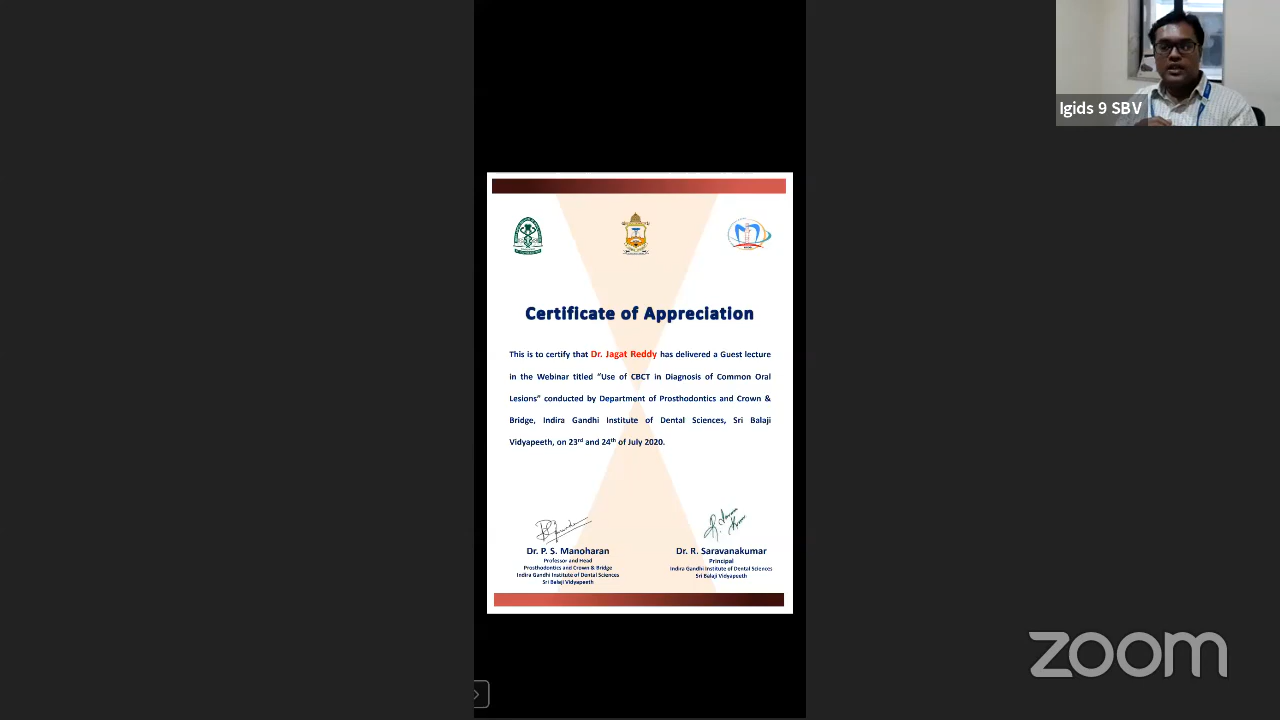 Igids 9 SBV
Certificate of Appreciation
This is to certify that Dr. Jagat Reddy has delivered a Guest lecture
in the Webinar titled “Use of CBCT in Diagnosis of Common Oral
Lesions” conducted by Department of Prosthodontics and Crown &
Bridge, Indira Gandhi Institute of Dental Sciences, Sri Balaji
Vidyapeeth, on 23rd and 24th of July 2020.
Dr. P. S. Manoharan
Professor and Head
Prosthodontics and Crown & Bridge
Indira Gandhi Institute of Dental Sciences
Sri Balaji Vidyapeeth
Dr. R. Saravanakumar
Principal
Indira Gandhi Institute of Dental Sciences
Sri Balaji Vidyapeeth
zoom